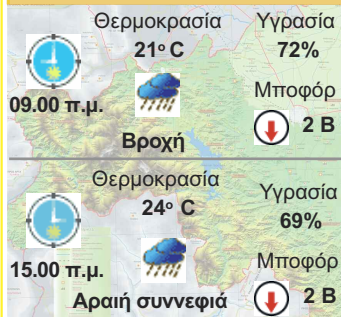 Θερμοκρασία Υγρασία
21ο C 72%
09.00 π.μ. Μποφόρ
Βροχή 2 Β
Θερμοκρασία Υγρασία
24ο C 69%
15.00 π.μ. Μποφόρ
Αραιή συννεφιά 2 Β